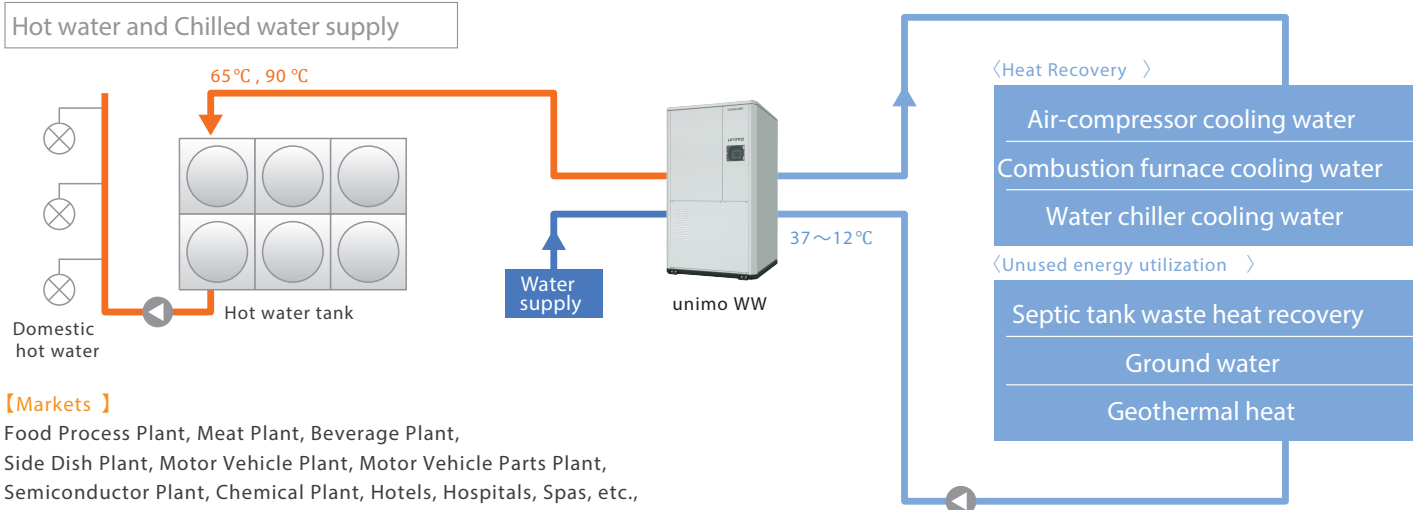 Hot water and Chilled water supply
65℃ , 90 ℃
〈Heat Recovery 〉
Air-compressor cooling water
Combustion furnace cooling water
Water chiller cooling water
unimo
37～12℃
〈Unused energy utilization 〉
Septic tank waste heat recovery
Ground water
Geothermal heat
Water
supply
unimo WW
Hot water tank
Domestic
hot water
【Markets 】
Food Process Plant, Meat Plant, Beverage Plant,
Side Dish Plant, Motor Vehicle Plant, Motor Vehicle Parts Plant,
Semiconductor Plant, Chemical Plant, Hotels, Hospitals, Spas, etc.,